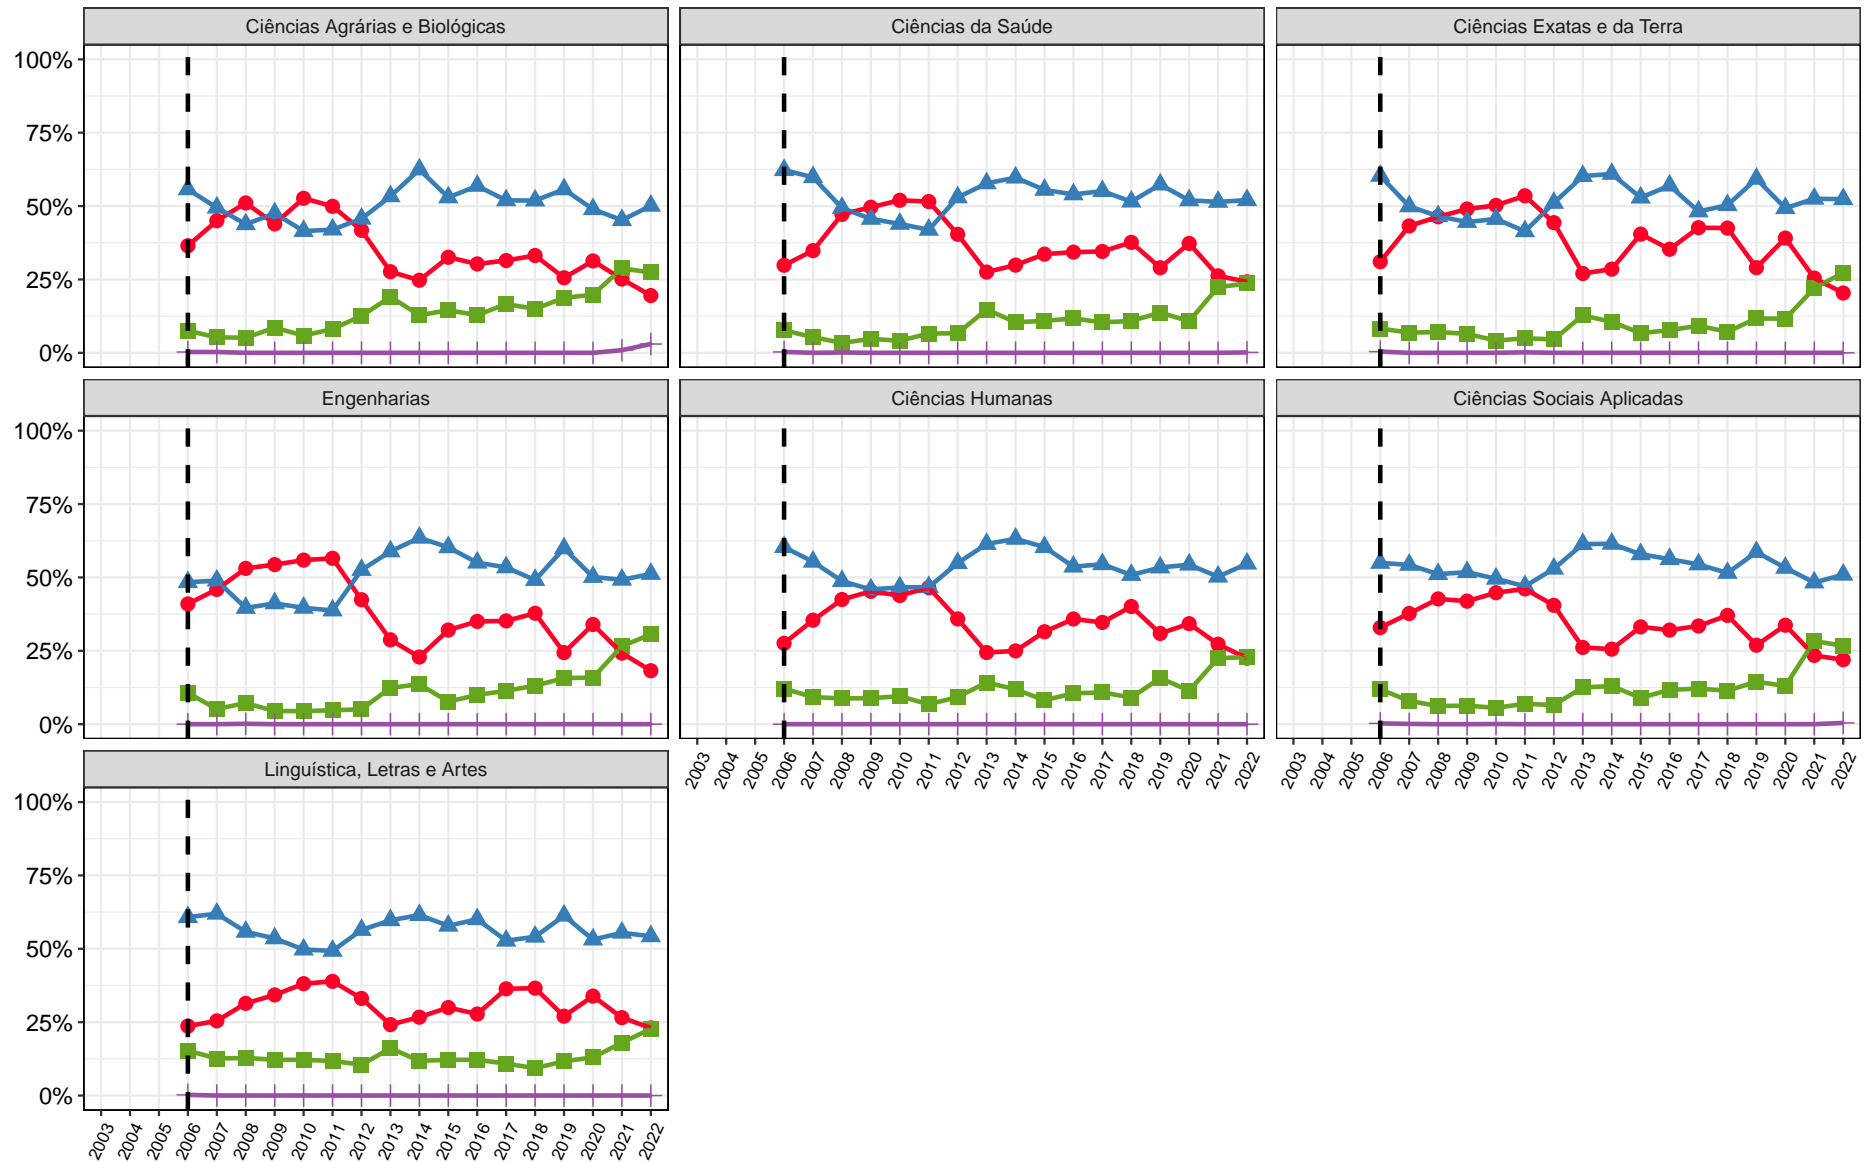 Ciências Agrárias e Biológicas
Ciências da Saúde
Ciências Exatas e da Terra
100%
75%
50%
25%
0%
Engenharias
Ciências Humanas
Ciências Sociais Aplicadas
100%
75%
50%
25%
0%
2003 2004 2005 2006 2007 2008 2009 2010 2011 2012 2013 2014 2015 2016 2017 2018 2019 2020 2021 2022
2003 2004 2005 2006 2007 2008 2009 2010 2011 2012 2013 2014 2015 2016 2017 2018 2019 2020 2021 2022
Linguística, Letras e Artes
100%
75%
50%
25%
0%
2003 2004 2005 2006 2007 2008 2009 2010 2011 2012 2013 2014 2015 2016 2017 2018 2019 2020 2021 2022